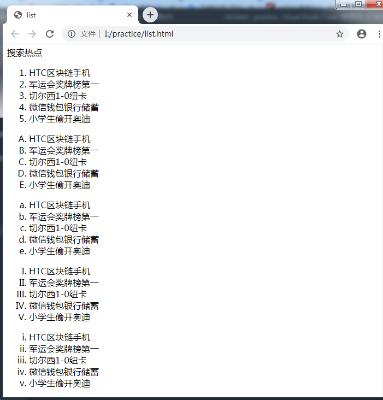 list
文件 | :/practice/list.html
搜索热点
1. HTC区块链手机
2. 军运会奖牌榜第一
3. 切尔西1-0纽卡
4. 微信钱包银行储蓄
5. 小学生偷开奥迪
A. HTC区块链手机
B. 军运会奖牌榜第一
C. 切尔西1-0纽卡
D. 微信钱包银行储蓄
E. 小学生偷开奥迪
a. HTC区块链手机
b. 军运会奖牌榜第一
c. 切尔西1-0纽卡
d. 微信钱包银行储蓄
e. 小学生偷开奥迪
I. HTC区块链手机
II. 军运会奖牌榜第一
III. 切尔西1-0纽卡
IV. 微信钱包银行储蓄
V. 小学生偷开奥迪
i. HTC区块链手机
ii. 军运会奖牌榜第一
iii. 切尔西1-0纽卡
iv. 微信钱包银行储蓄
v. 小学生偷开奥迪